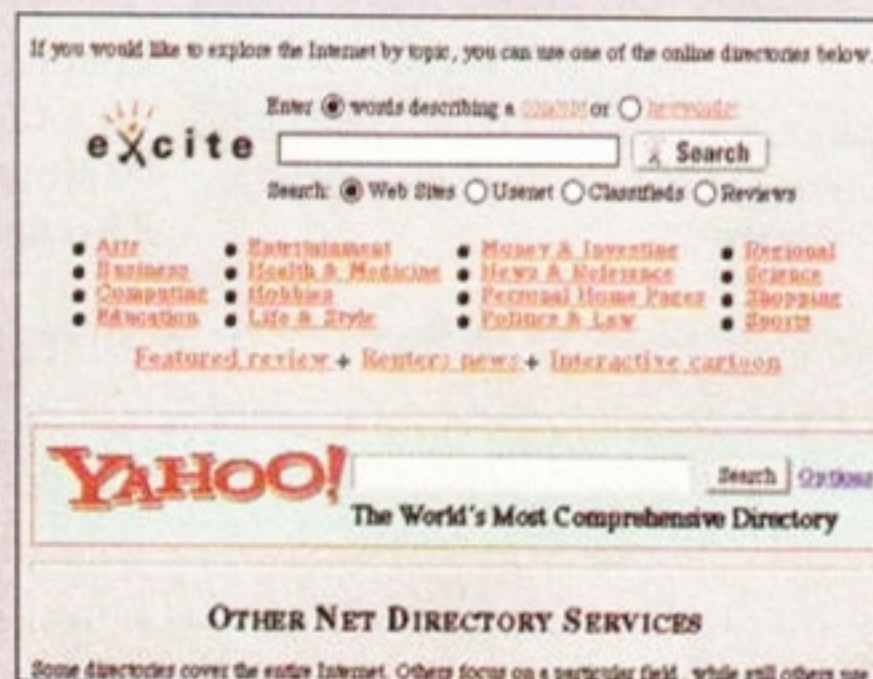 If you would like to explore the Internet by topic, you can use one of the online directories below.
Enter words describing a concept or keywords:
excite Search
Search: Web Sites Usenet Classifieds Reviews
Arts Entertainment Money & Investing Regional
Business Health & Medicine News & Reference Science
Computing Hobbies Personal Home Pages Shopping
Education Life & Style Politics & Law Sports
Featured review + Reuters news + Interactive cartoon
YAHOO! Search Options
The World's Most Comprehensive Directory
OTHER NET DIRECTORY SERVICES
Some directories cover the entire Internet. Others focus on a particular field, while still others use